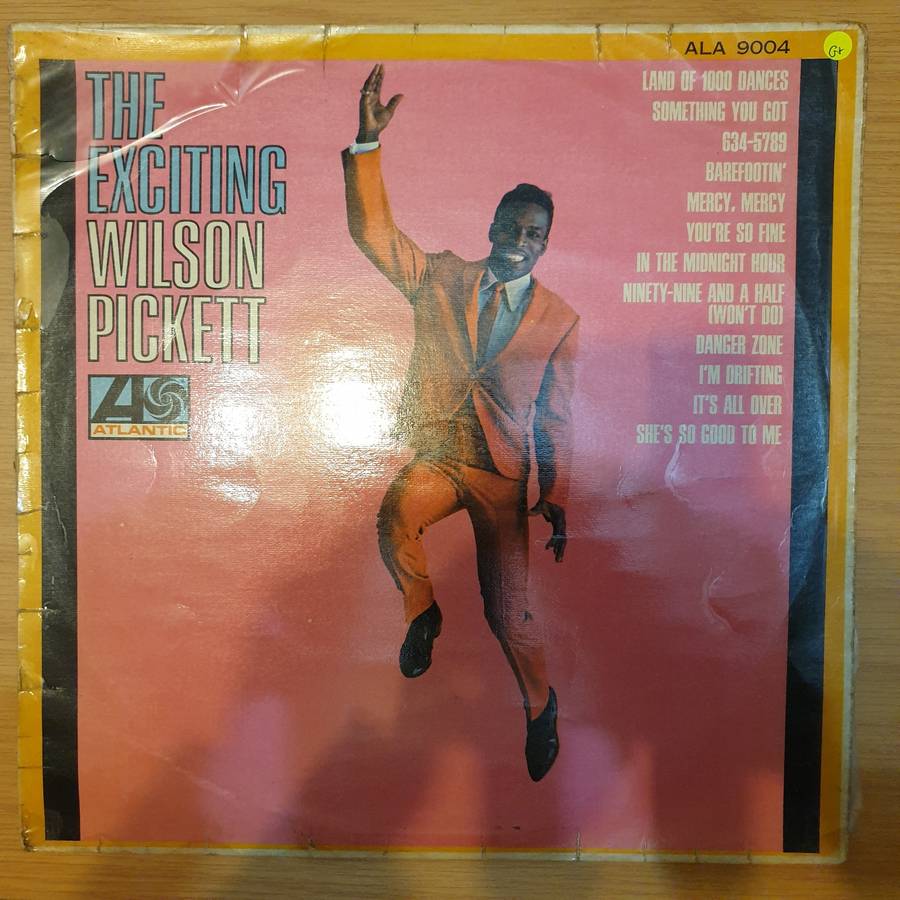 ALA 9004
G+
THE
EXCITING
WILSON
PICKETT
ATLANTIC
LAND OF 1000 DANCES
SOMETHING YOU GOT
634-5789
BAREFOOTIN'
MERCY, MERCY
YOU'RE SO FINE
IN THE MIDNIGHT HOUR
NINETY-NINE AND A HALF
(WON'T DO)
DANGER ZONE
I'M DRIFTING
IT'S ALL OVER
SHE'S SO GOOD TO ME